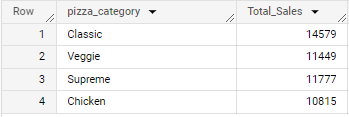 Row pizza_category Total_Sales
1 Classic 14579
2 Veggie 11449
3 Supreme 11777
4 Chicken 10815